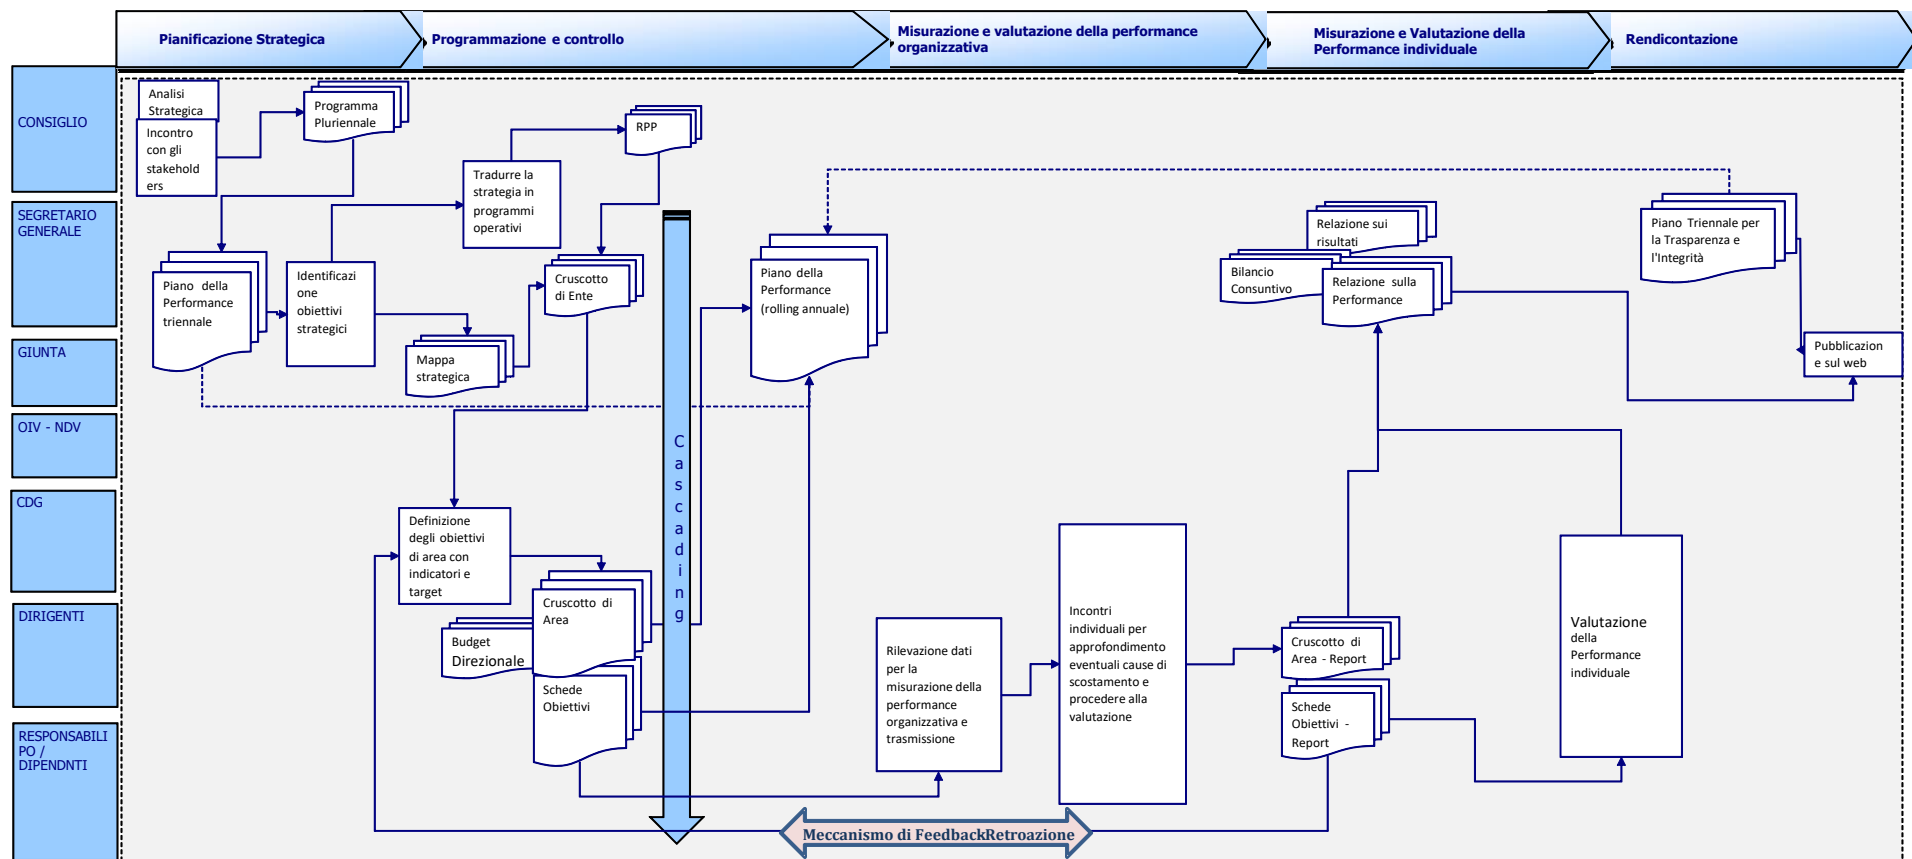 Pianificazione Strategica
Programmazione e controllo
Misurazione e valutazione della performance
organizzativa
Misurazione e Valutazione della
Performance individuale
Rendicontazione
CONSIGLIO
SEGRETARIO
GENERALE
GIUNTA
OIV - NDV
CDG
DIRIGENTI
RESPONSABILI
PO /
DIPENDNTI
Analisi
Strategica
Incontro
con gli
stakehold
ers
Programma
Pluriennale
RPP
Tradurre la
strategia in
programmi
operativi
Piano della
Performance
triennale
Identificazi
one
obiettivi
strategici
Mappa
strategica
Cruscotto
di Ente
Piano della
Performance
(rolling annuale)
Relazione sui
risultati
Bilancio
Consuntivo
Relazione sulla
Performance
Piano Triennale per
la Trasparenza e
l'Integrità
Pubblicazion
e sul web
C
a
s
c
a
d
i
n
g
Definizione
degli obiettivi
di area con
indicatori e
target
Cruscotto di
Area
Budget
Direzionale
Schede
Obiettivi
Rilevazione dati
per la
misurazione della
performance
organizzativa e
trasmissione
Incontri
individuali per
approfondimento
eventuali cause di
scostamento e
procedere alla
valutazione
Cruscotto di
Area - Report
Schede
Obiettivi -
Report
Valutazione
della
Performance
individuale
Meccanismo di FeedbackRetroazione